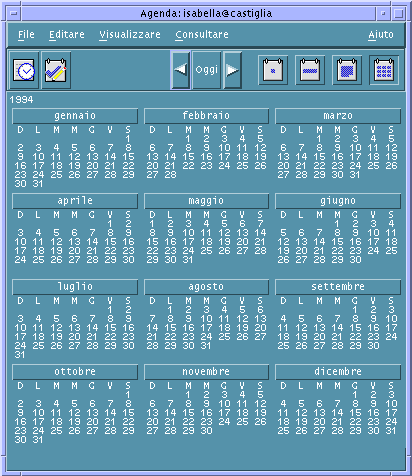 Agenda: isabella@castiglia
File Editare Visualizzare Consultare Aiuto
Oggi
1994
gennaio
D L M M G V S
1
2 3 4 5 6 7 8
9 10 11 12 13 14 15
16 17 18 19 20 21 22
23 24 25 26 27 28 29
30 31
febbraio
D L M M G V S
1 2 3 4 5
6 7 8 9 10 11 12
13 14 15 16 17 18 19
20 21 22 23 24 25 26
27 28
marzo
D L M M G V S
1 2 3 4 5
6 7 8 9 10 11 12
13 14 15 16 17 18 19
20 21 22 23 24 25 26
27 28 29 30 31
aprile
D L M M G V S
1 2
3 4 5 6 7 8 9
10 11 12 13 14 15 16
17 18 19 20 21 22 23
24 25 26 27 28 29 30
maggio
D L M M G V S
1 2 3 4 5 6 7
8 9 10 11 12 13 14
15 16 17 18 19 20 21
22 23 24 25 26 27 28
29 30 31
giugno
D L M M G V S
1 2 3 4
5 6 7 8 9 10 11
12 13 14 15 16 17 18
19 20 21 22 23 24 25
26 27 28 29 30
luglio
D L M M G V S
1 2
3 4 5 6 7 8 9
10 11 12 13 14 15 16
17 18 19 20 21 22 23
24 25 26 27 28 29 30
31
agosto
D L M M G V S
1 2 3 4 5 6
7 8 9 10 11 12 13
14 15 16 17 18 19 20
21 22 23 24 25 26 27
28 29 30 31
settembre
D L M M G V S
1 2 3
4 5 6 7 8 9 10
11 12 13 14 15 16 17
18 19 20 21 22 23 24
25 26 27 28 29 30
ottobre
D L M M G V S
1
2 3 4 5 6 7 8
9 10 11 12 13 14 15
16 17 18 19 20 21 22
23 24 25 26 27 28 29
30 31
novembre
D L M M G V S
1 2 3 4 5
6 7 8 9 10 11 12
13 14 15 16 17 18 19
20 21 22 23 24 25 26
27 28 29 30
dicembre
D L M M G V S
1 2 3
4 5 6 7 8 9 10
11 12 13 14 15 16 17
18 19 20 21 22 23 24
25 26 27 28 29 30 31